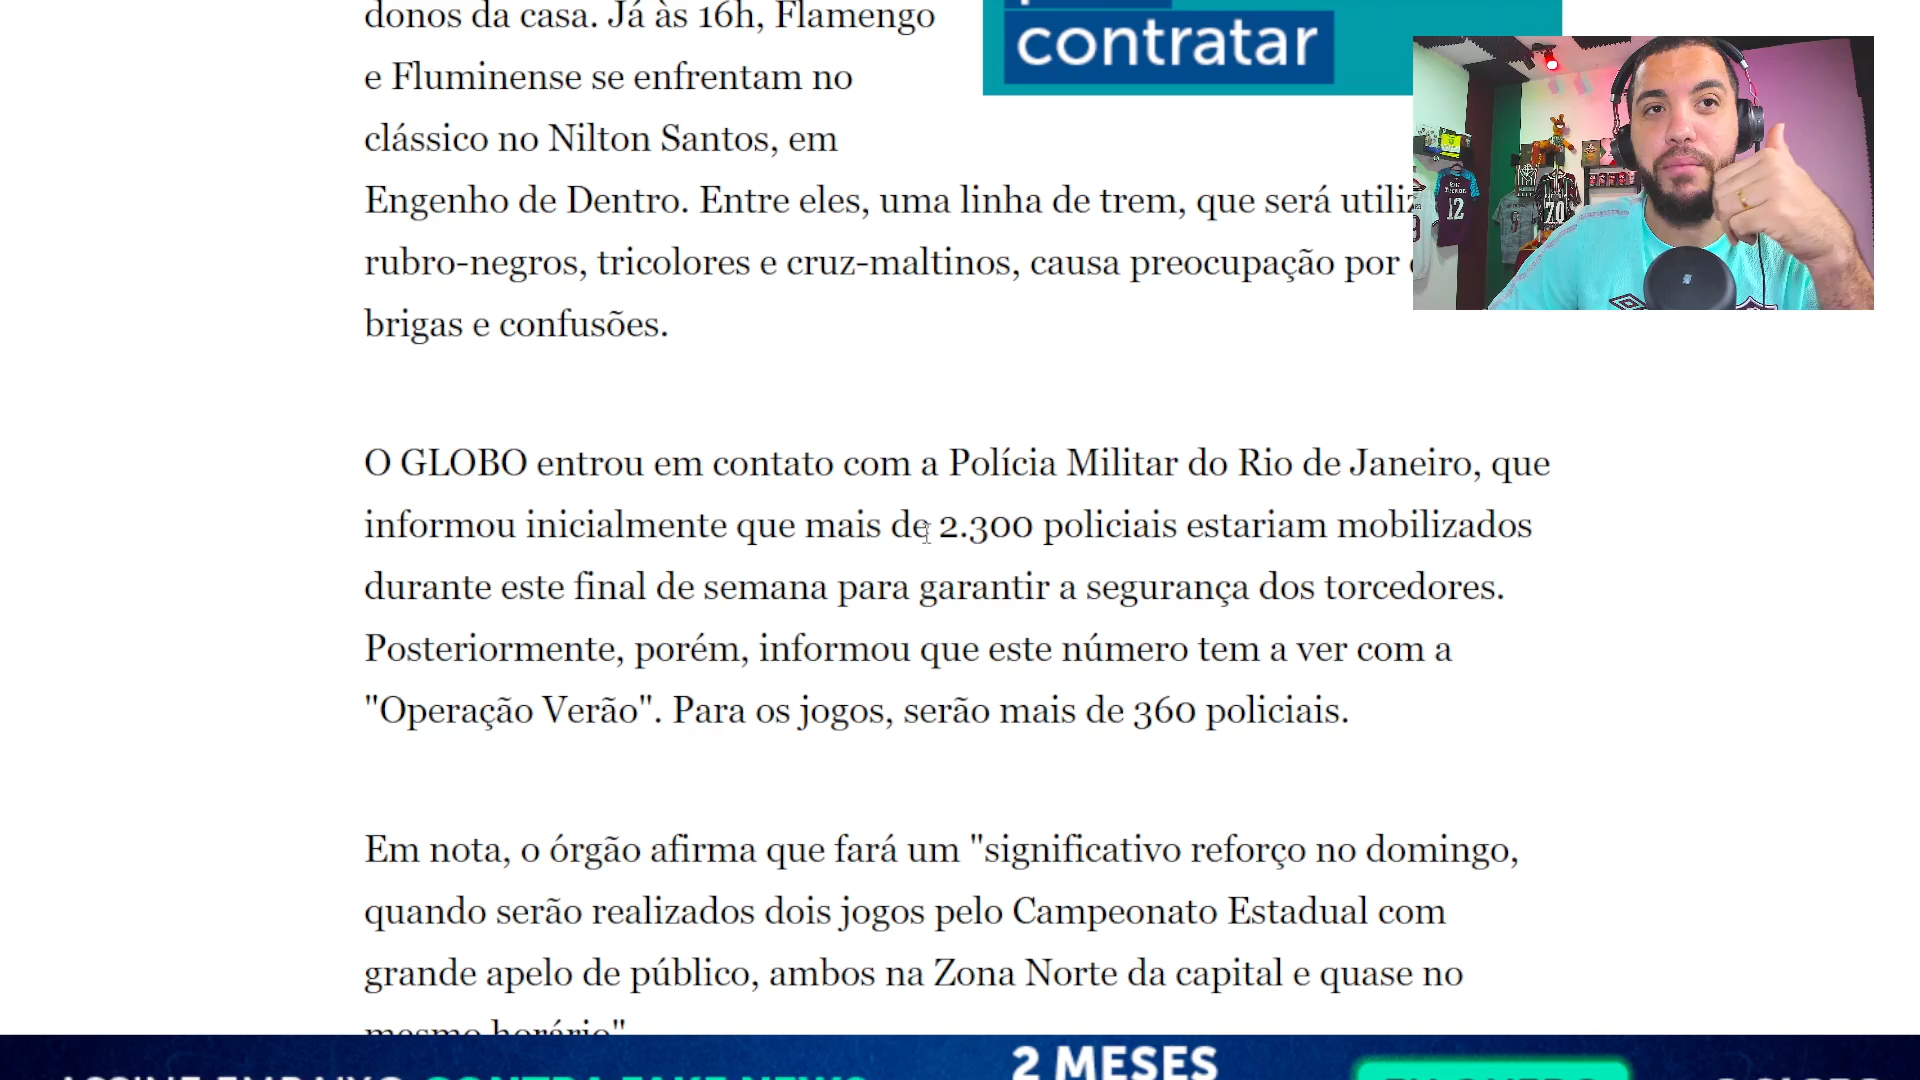 donos da casa. Já às 16h, Flamengo
e Fluminense se enfrentam no
clássico no Nilton Santos, em
Engenho de Dentro. Entre eles, uma linha de trem, que será
rubro-negros, tricolores e cruz-maltinos, causa preocupação por
brigas e confusões.
contratar
12
O GLOBO entrou em contato com a Polícia Militar do Rio de Janeiro, que
informou inicialmente que mais de 2.300 policiais estariam mobilizados
durante este final de semana para garantir a segurança dos torcedores.
Posteriormente, porém, informou que este número tem a ver com a
"Operação Verão". Para os jogos, serão mais de 360 policiais.
Em nota, o órgão afirma que fará um "significativo reforço no domingo,
quando serão realizados dois jogos pelo Campeonato Estadual com
grande apelo de público, ambos na Zona Norte da capital e quase no
mesmo horário".
2 MESES